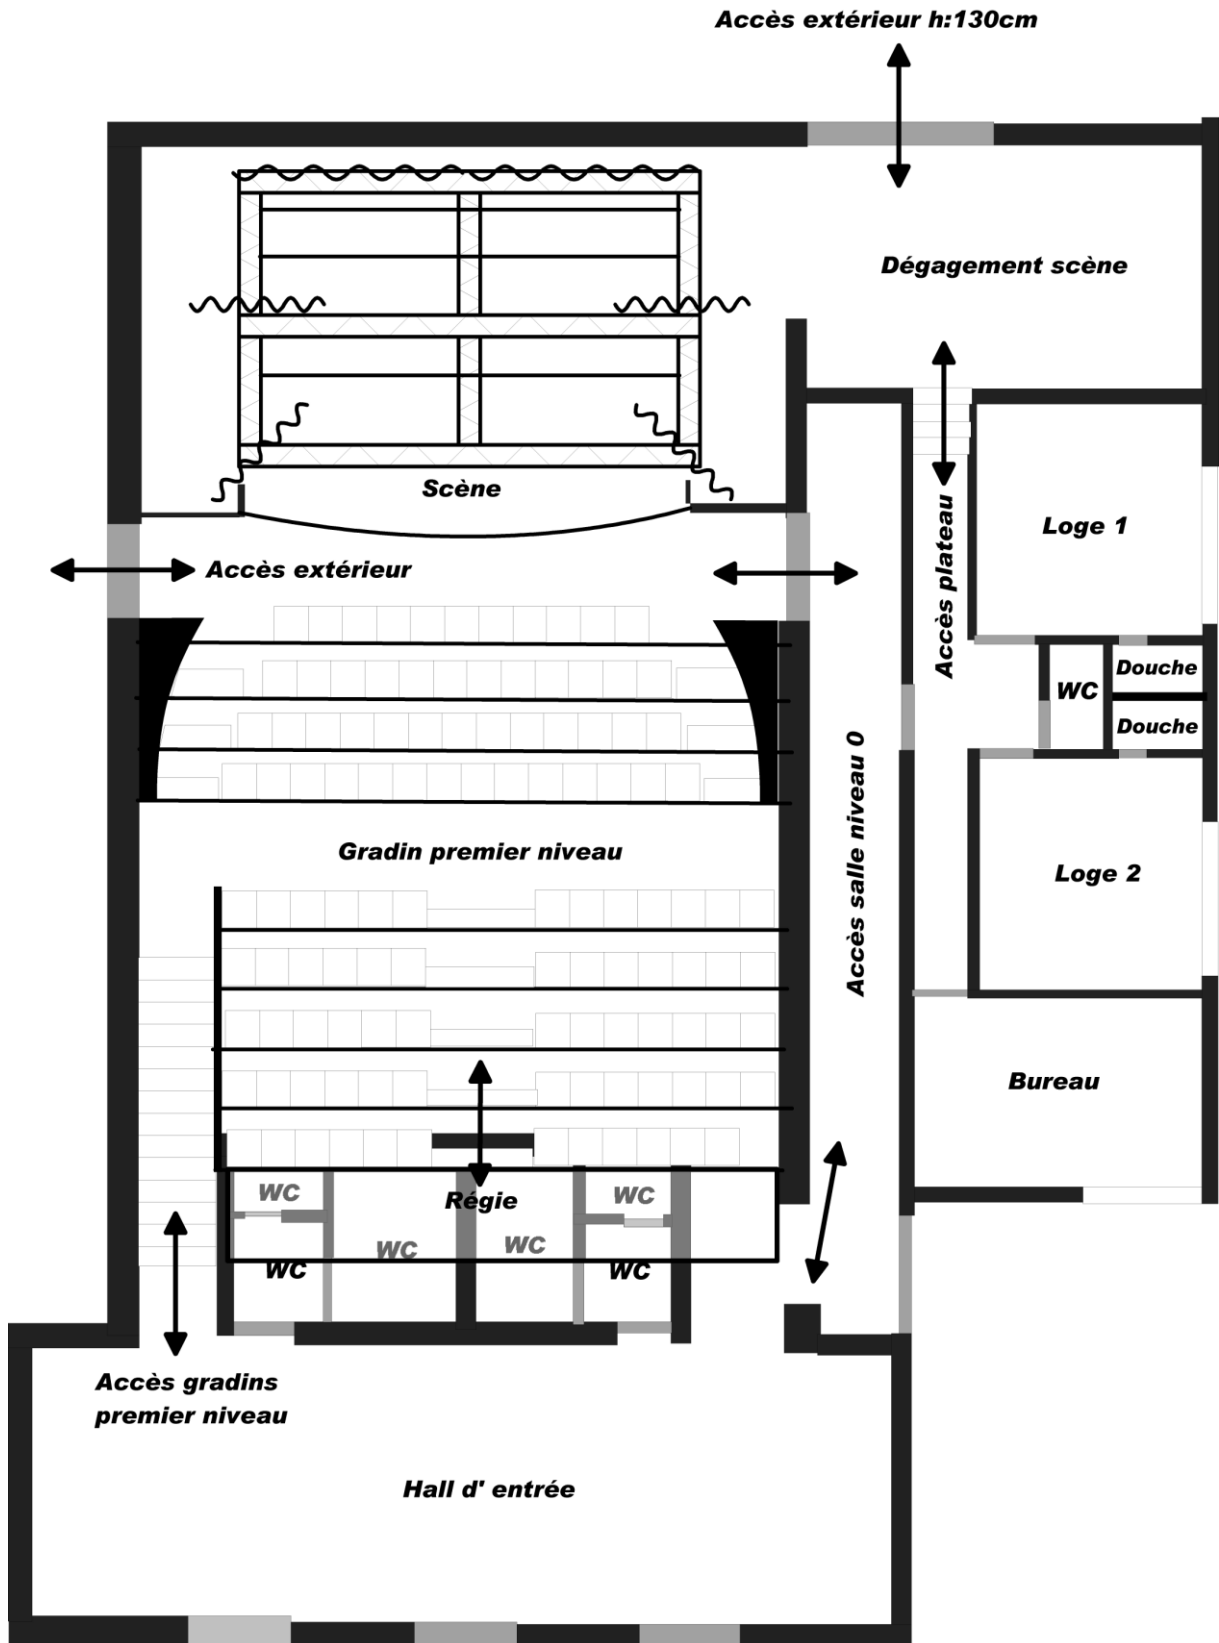 Accès extérieur h:130cm
Dégagement scène
Scène
Accès plateau
Loge 1
Accès extérieur
Douche
WC
Douche
Accès salle niveau 0
Gradin premier niveau
Loge 2
Bureau
WC
WC
Régie
WC
WC
WC
WC
Accès gradins
premier niveau
Hall d' entrée